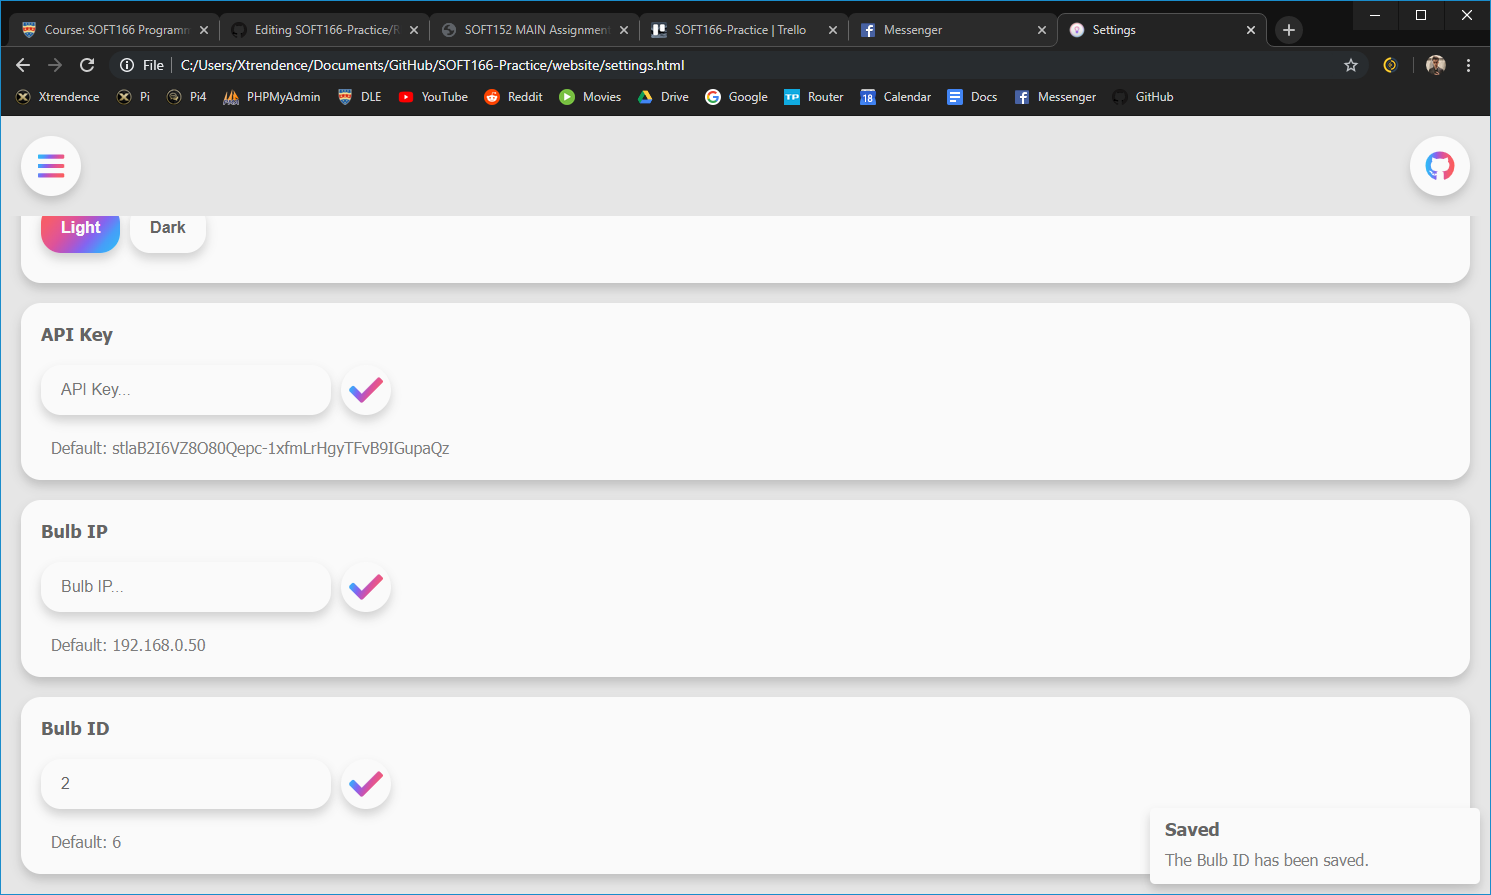 Course: SOFT166 Programm
Editing SOFT166-Practice/R
SOFT152 MAIN Assignment
SOFT166-Practice | Trello
Messenger
Settings
File
C:/Users/Xtrendence/Documents/GitHub/SOFT166-Practice/website/settings.html
Xtrendence
Pi
Pi4
PHPMyAdmin
DLE
YouTube
Reddit
Movies
Drive
Google
TP Router
18 Calendar
Docs
Messenger
GitHub
Light
Dark
API Key
API Key...
Default: stlaB2I6VZ8O80Qepc-1xfmLrHgyTFvB9IGupaQz
Bulb IP
Bulb IP...
Default: 192.168.0.50
Bulb ID
2
Default: 6
Saved
The Bulb ID has been saved.